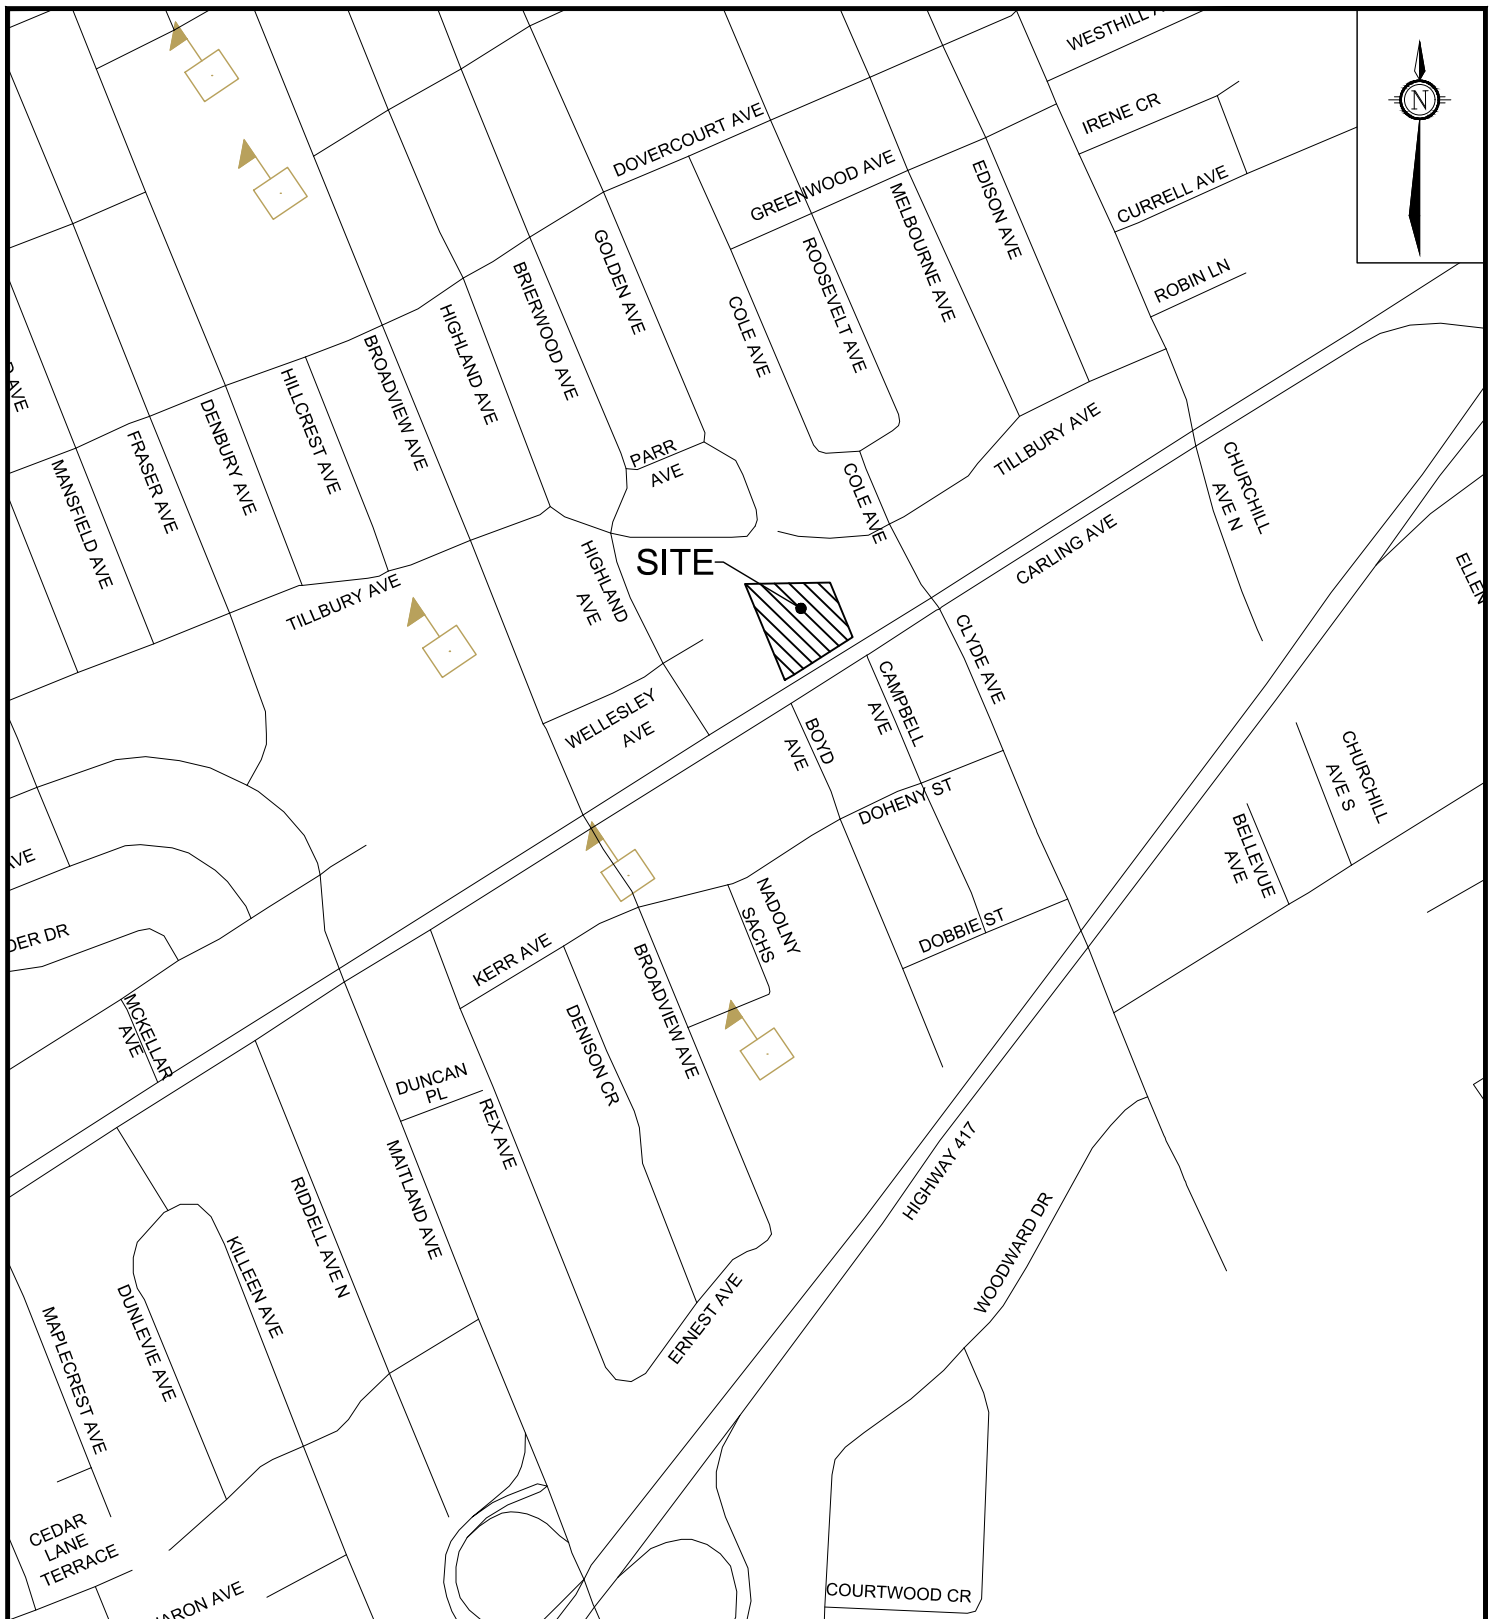 WESTHILL
N
IRENE CR
DOVERCOURT AVE
GREENWOOD AVE
CURRELL AVE
EDISON AVE
MELBOURNE AVE
GOLDEN AVE
ROOSEVELT AVE
ROBIN LN
BRIERWOOD AVE
COLE AVE
HIGHLAND AVE
BROADVIEW AVE
HILLCREST AVE
DENBURY AVE
FRASER AVE
MANSFIELD AVE
AVE
PARR
AVE
TILLBURY AVE
COLE AVE
CHURCHILL
AVE N
CARLING AVE
ELLEN
SITE
HIGHLAND
AVE
TILLBURY AVE
CLYDE AVE
CAMPBELL
AVE
WELLESLEY
AVE
BOYD
AVE
DOHENY ST
CHURCHILL
AVE S
BELLEVUE
AVE
NADOLNY
SACHS
DOBBIE ST
KERR AVE
BROADVIEW AVE
DER DR
MCKELLAR
AVE
DENISON CR
DUNCAN
PL
REX AVE
MAITLAND AVE
HIGHWAY 417
WOODWARD DR
RIDDELL AVE N
KILLEEN AVE
DUNLEVIE AVE
MAPLECREST AVE
ERNEST AVE
CEDAR
LANE
TERRACE
ARON AVE
COURTWOOD CR